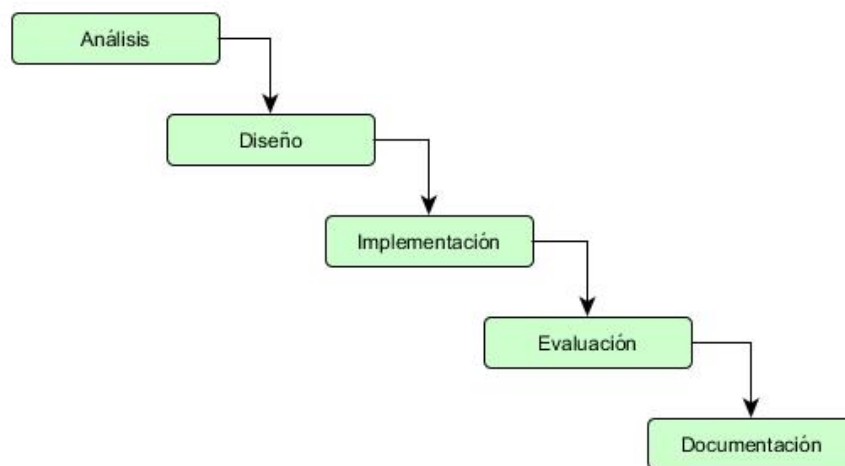 Análisis
Diseño
Implementación
Evaluación
Documentación